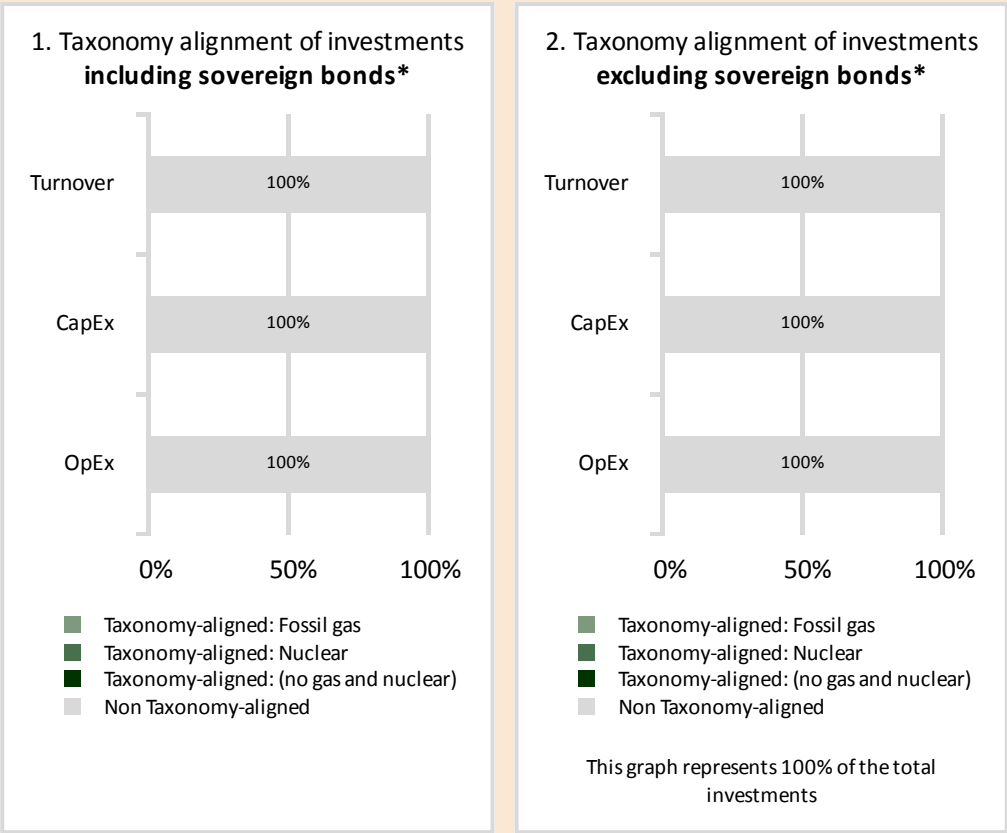 1. Taxonomy alignment of investments
including sovereign bonds*
Turnover
100%
CapEx
100%
OpEx
100%
0% 50% 100%
Taxonomy-aligned: Fossil gas
Taxonomy-aligned: Nuclear
Taxonomy-aligned: (no gas and nuclear)
Non Taxonomy-aligned
2. Taxonomy alignment of investments
excluding sovereign bonds*
Turnover
100%
CapEx
100%
OpEx
100%
0% 50% 100%
Taxonomy-aligned: Fossil gas
Taxonomy-aligned: Nuclear
Taxonomy-aligned: (no gas and nuclear)
Non Taxonomy-aligned
This graph represents 100% of the total
investments